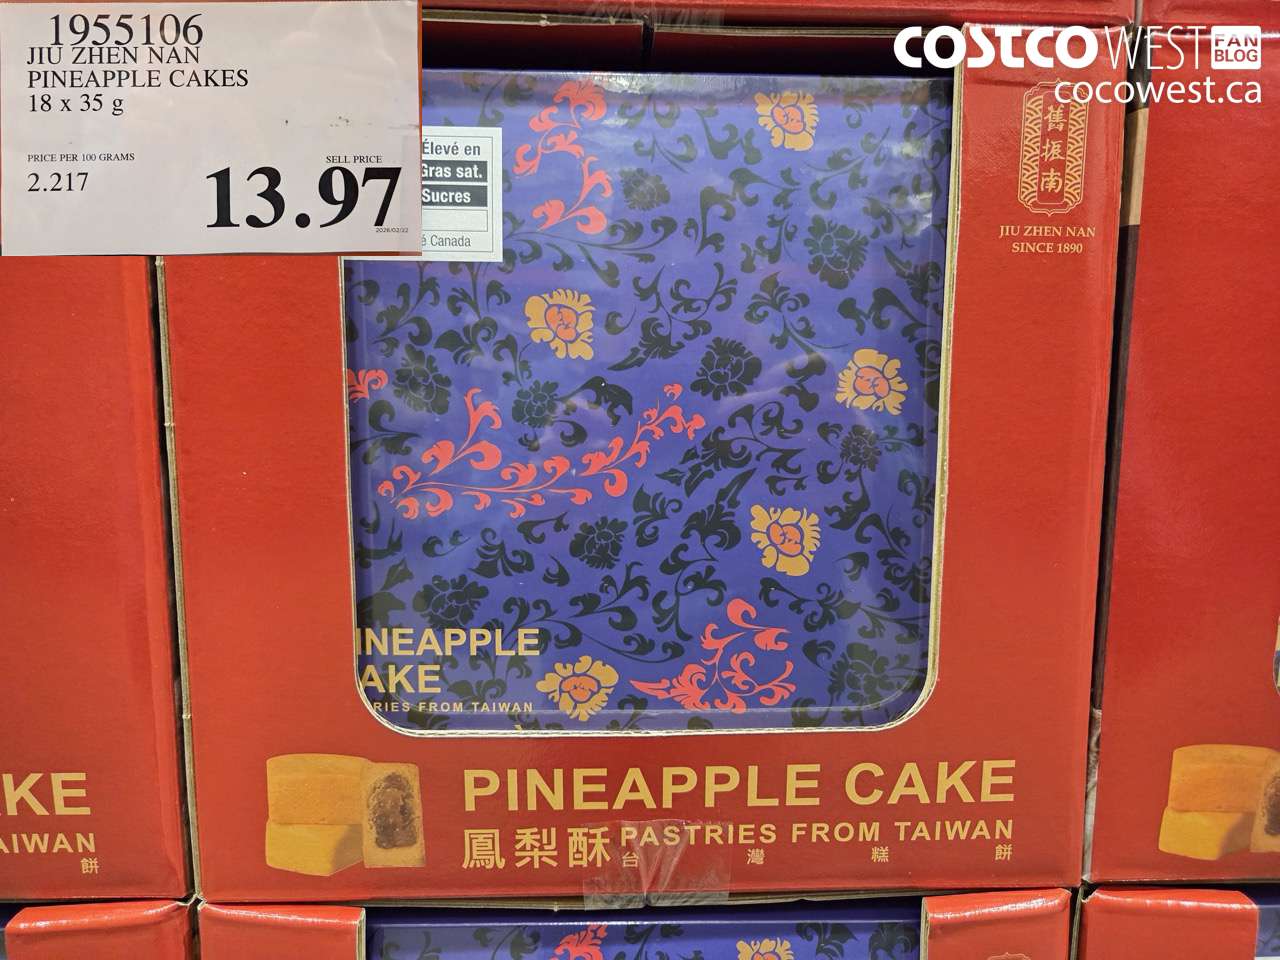 1955106
JIU ZHEN NAN
PINEAPPLE CAKES
18 x 35 g
PRICE PER 100 GRAMS
2.217
SELL PRICE
13.97
COSTCO WEST FAN BLOG
cocowest.ca
Élevé en
Gras sat.
Sucres
é Canada
舊振南
JIU ZHEN NAN
SINCE 1890
INEAPPLE
AKE
RIES FROM TAIWAN
PINEAPPLE CAKE
鳳梨酥 PASTRIES FROM TAIWAN
台灣糕餅
KE
AIWAN
餅